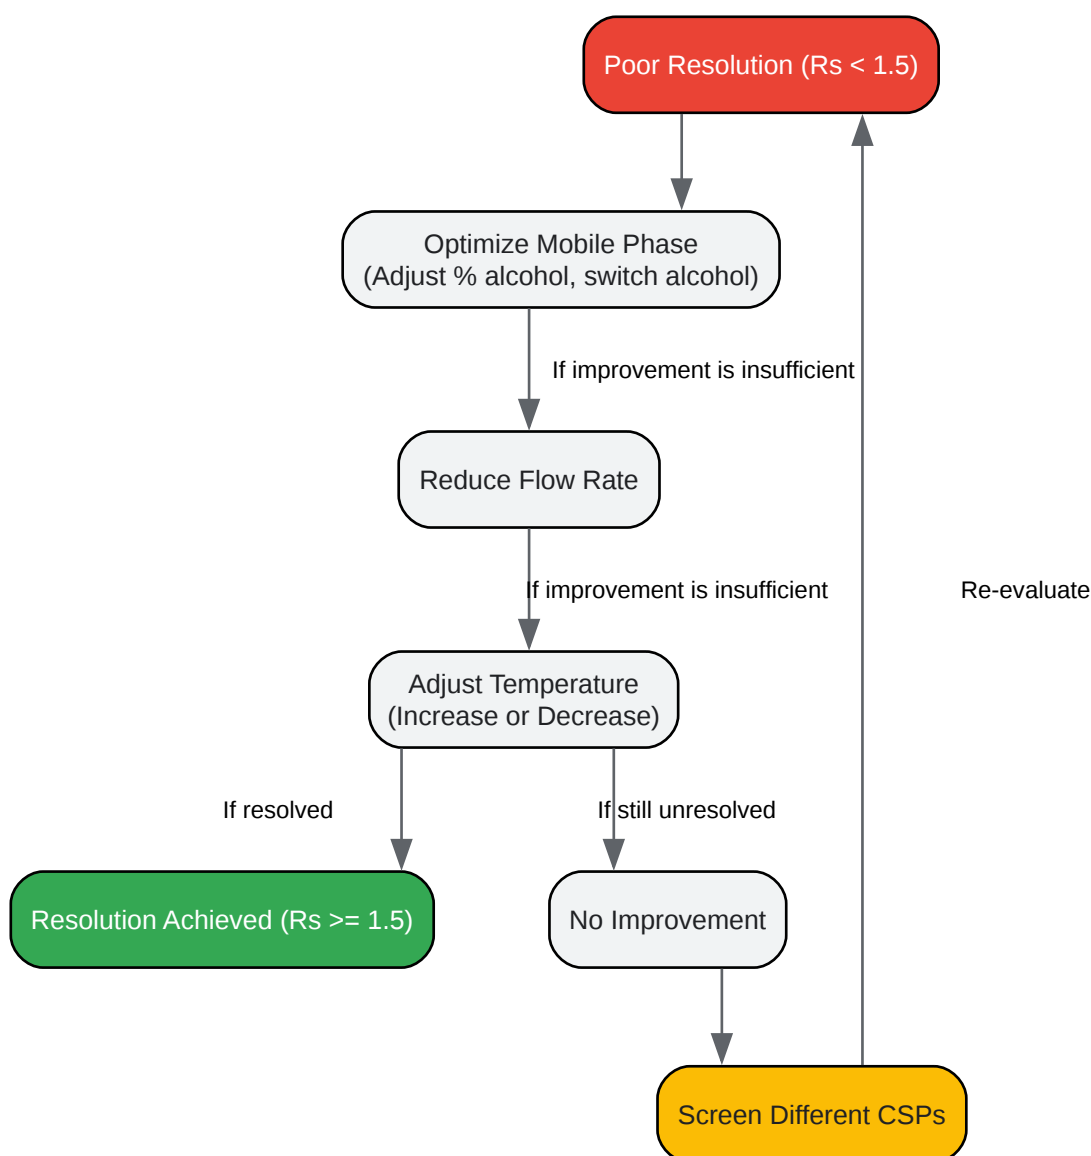 Poor Resolution (Rs < 1.5)
Optimize Mobile Phase
(Adjust % alcohol, switch alcohol)
If improvement is insufficient
Reduce Flow Rate
If improvement is insufficient
Re-evaluate
Adjust Temperature
(Increase or Decrease)
If resolved
If still unresolved
Resolution Achieved (Rs >= 1.5)
No Improvement
Screen Different CSPs